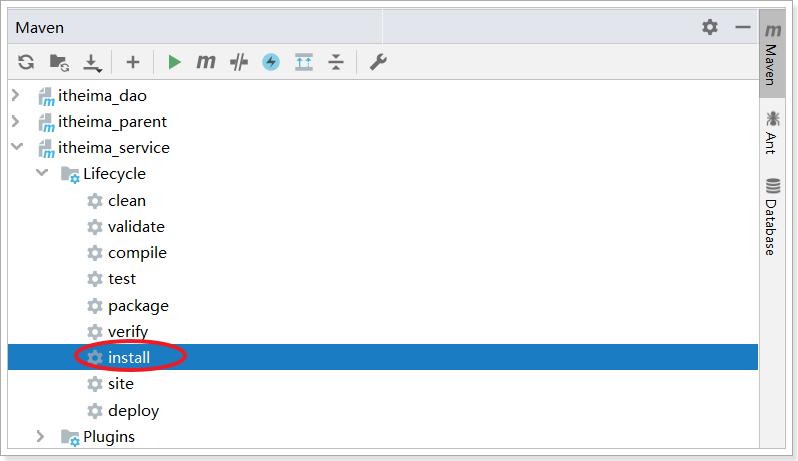 Maven
m
itheima_dao
itheima_parent
itheima_service
Lifecycle
clean
validate
compile
test
package
verify
install
site
deploy
Plugins
m
Maven
Ant
Database